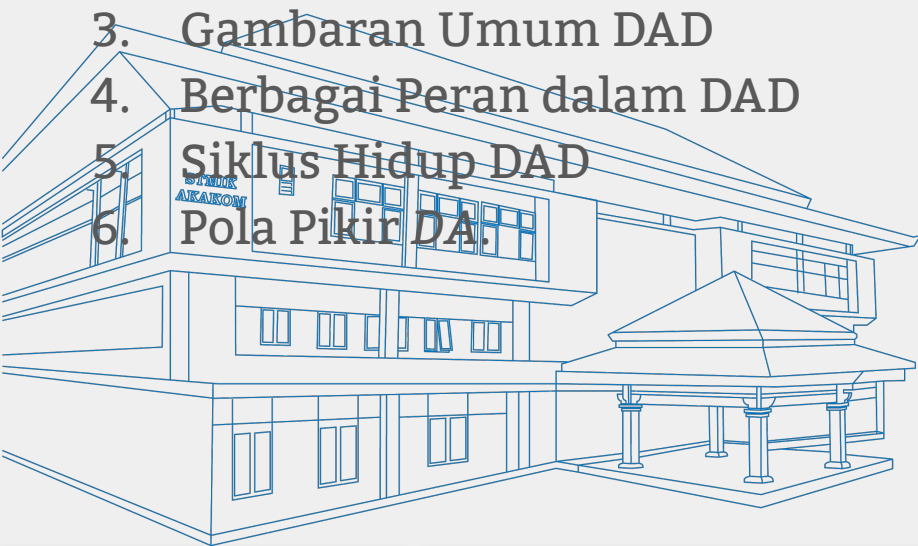 3. Gambaran Umum DAD
4. Berbagai Peran dalam DAD
5. Siklus Hidup DAD
STMIK
AKAKOM
6. Pola Pikir DA.